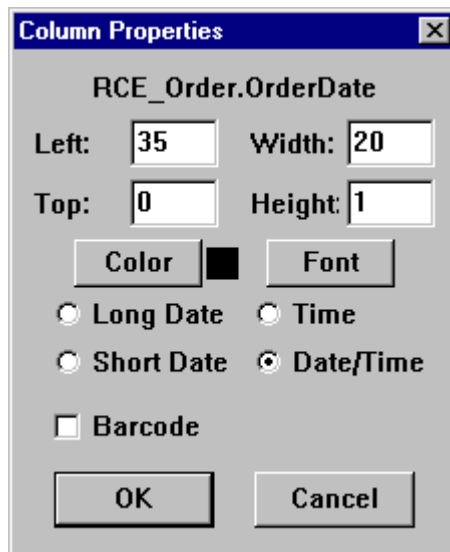 Column Properties
RCE_Order.OrderDate
Left: 35 Width: 20
Top: 0 Height: 1
Color Font
Long Date Time
Short Date Date/Time
Barcode
OK Cancel